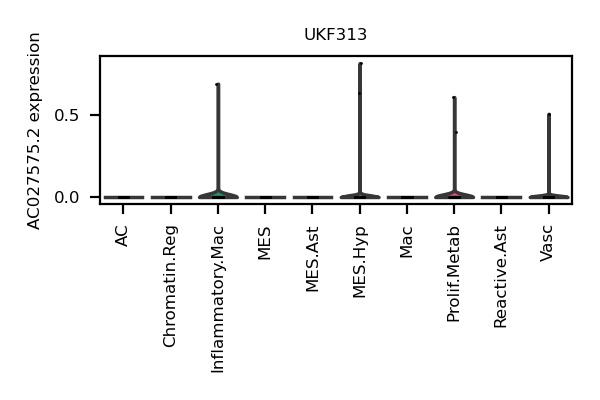 UKF313
AC027575.2 expression
0.5
0.0
AC
Chromatin.Reg
Inflammatory.Mac
MES
MES.Ast
MES.Hyp
Mac
Prolif.Metab
Reactive.Ast
Vasc